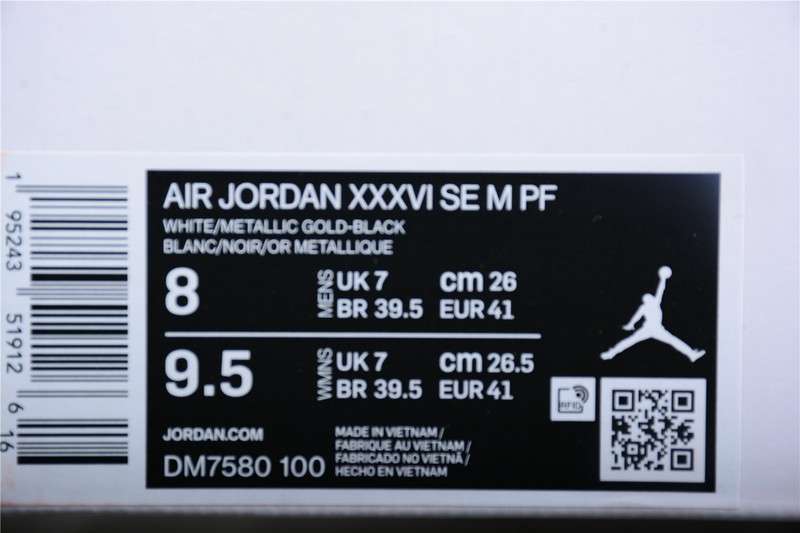 AIR JORDAN XXXVI SE M PF
WHITE/METALLIC GOLD-BLACK
BLANC/NOIR/OR METALLIQUE
8 MENS UK 7 cm 26
BR 39.5 EUR 41
9.5 WMNS UK 7 cm 26.5
BR 39.5 EUR 41
RFID
JORDAN.COM
DM7580 100
MADE IN VIETNAM /
FABRIQUE AU VIETNAM /
FABRICADO NO VIETNÃ /
HECHO EN VIETNAM
1 95243 51912 6 16